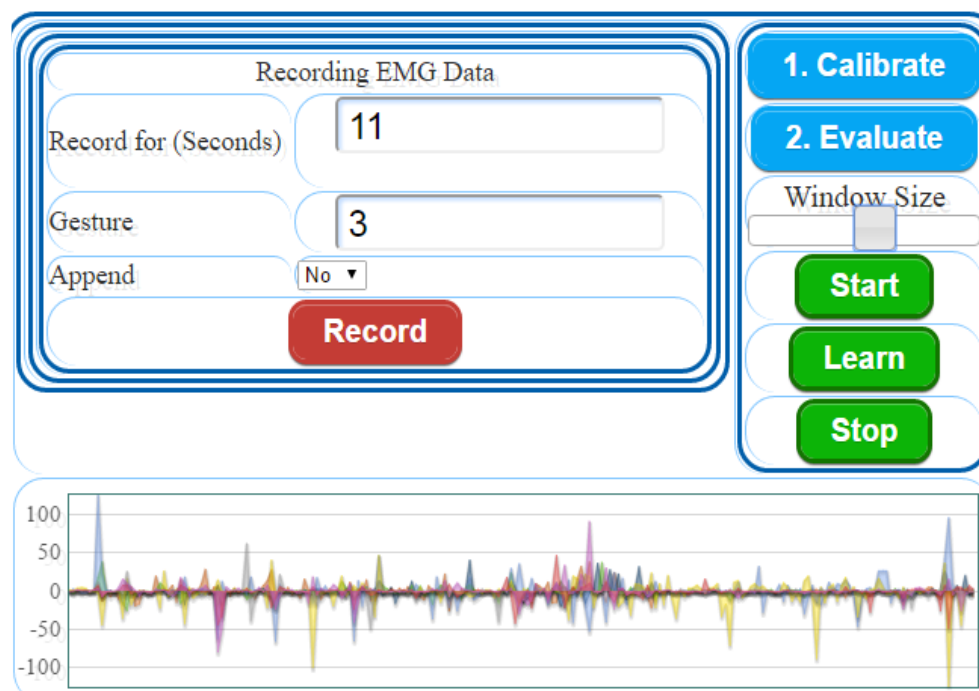 Recording EMG Data
Record for (Seconds)
11
Gesture
3
Append
No
Record
1. Calibrate
2. Evaluate
Window Size
Start
Learn
Stop
100
50
0
-50
-100